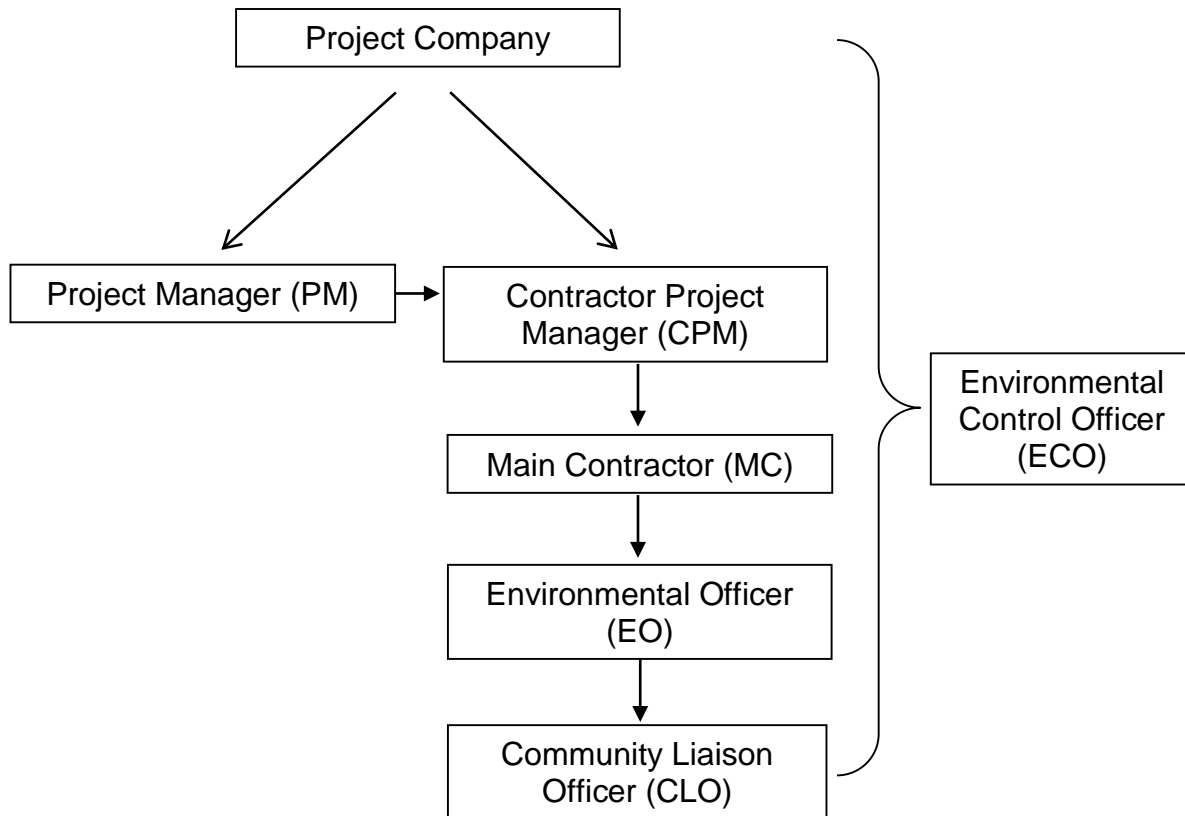 Project Company
Project Manager (PM)
Contractor Project
Manager (CPM)
Main Contractor (MC)
Environmental Officer
(EO)
Community Liaison
Officer (CLO)
Environmental
Control Officer
(ECO)